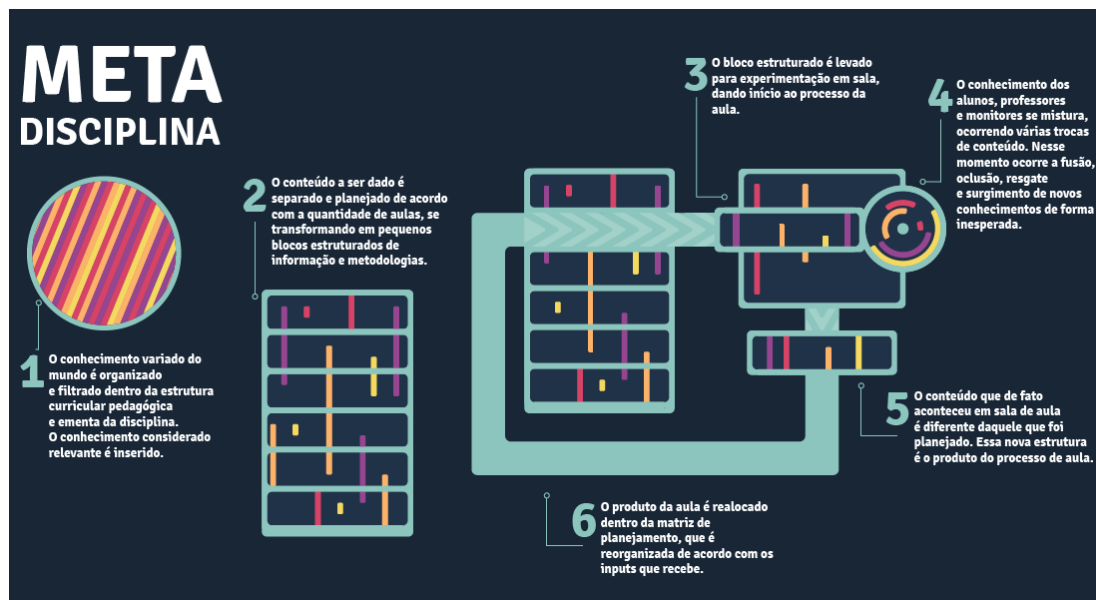 META
DISCIPLINA
1
O conhecimento variado do
mundo é organizado
e filtrado dentro da estrutura
curricular pedagógica
e ementa da disciplina.
O conhecimento considerado
relevante é inserido.
2
O conteúdo a ser dado é
separado e planejado de acordo
com a quantidade de aulas, se
transformando em pequenos
blocos estruturados de
informação e metodologias.
3
O bloco estruturado é levado
para experimentação em sala,
dando início ao processo da
aula.
4
O conhecimento dos
alunos, professores
e monitores se mistura,
ocorrendo várias trocas
de conteúdo. Nesse
momento ocorre a fusão,
oclusão, resgate
e surgimento de novos
conhecimentos de forma
inesperada.
5
O conteúdo que de fato
aconteceu em sala de aula
é diferente daquele que foi
planejado. Essa nova estrutura
é o produto do processo de aula.
6
O produto da aula é realocado
dentro da matriz de
planejamento, que é
reorganizada de acordo com os
inputs que recebe.